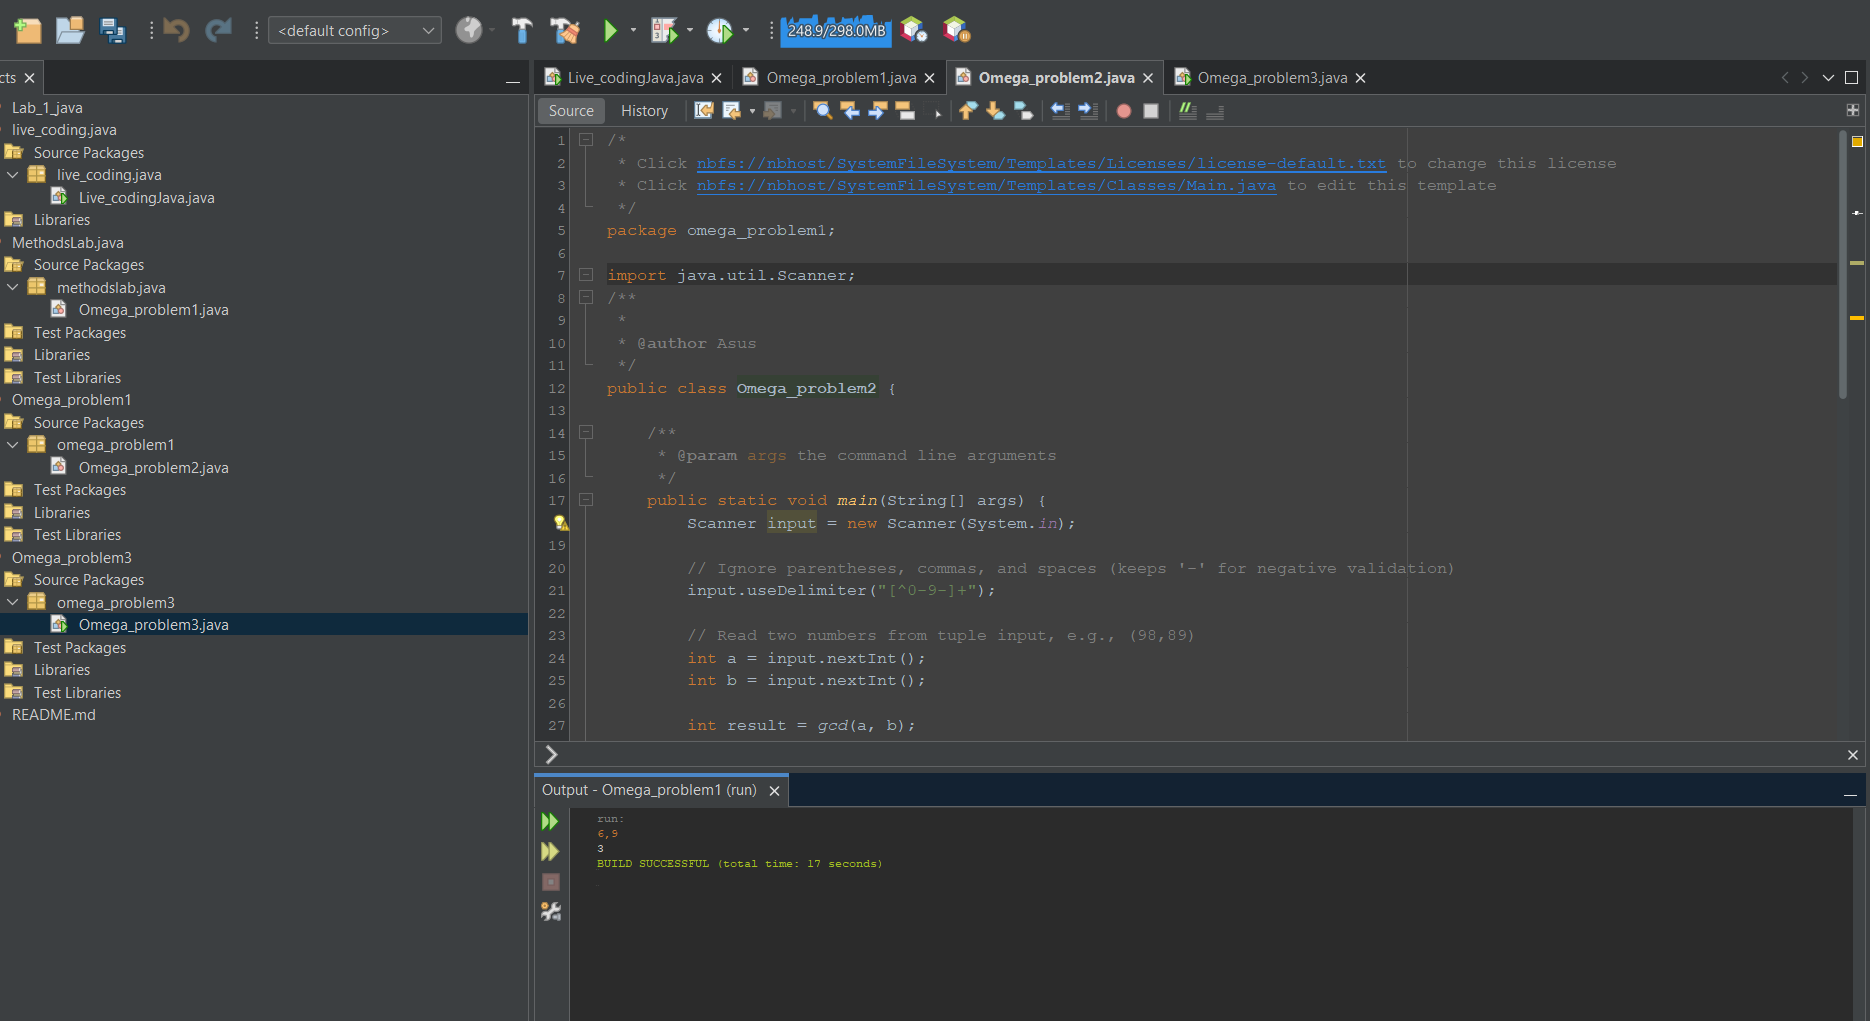 <default config>
248.9/298.0MB
cts
Lab_1_java
live_coding.java
Source Packages
live_coding.java
Live_codingJava.java
Libraries
MethodsLab.java
Source Packages
methodslab.java
Omega_problem1.java
Test Packages
Libraries
Test Libraries
Omega_problem1
Source Packages
omega_problem1
Omega_problem2.java
Test Packages
Libraries
Test Libraries
Omega_problem3
Source Packages
omega_problem3
Omega_problem3.java
Test Packages
Libraries
Test Libraries
README.md
Live_codingJava.java Omega_problem1.java Omega_problem2.java Omega_problem3.java
Source History
1 /*
2 * Click nbfs://nbhost/SystemFileSystem/Templates/Licenses/license-default.txt to change this license
3 * Click nbfs://nbhost/SystemFileSystem/Templates/Classes/Main.java to edit this template
4 */
5 package omega_problem1;
6
7 import java.util.Scanner;
8 /**
9 *
10 * @author Asus
11 */
12 public class Omega_problem2 {
13
14 /**
15 * @param args the command line arguments
16 */
17 public static void main(String[] args) {
Scanner input = new Scanner(System.in);
19
20 // Ignore parentheses, commas, and spaces (keeps '-' for negative validation)
21 input.useDelimiter("[^0-9-]+");
22
23 // Read two numbers from tuple input, e.g., (98,89)
24 int a = input.nextInt();
25 int b = input.nextInt();
26
27 int result = gcd(a, b);
Output - Omega_problem1 (run)
run:
6,9
3
BUILD SUCCESSFUL (total time: 17 seconds)